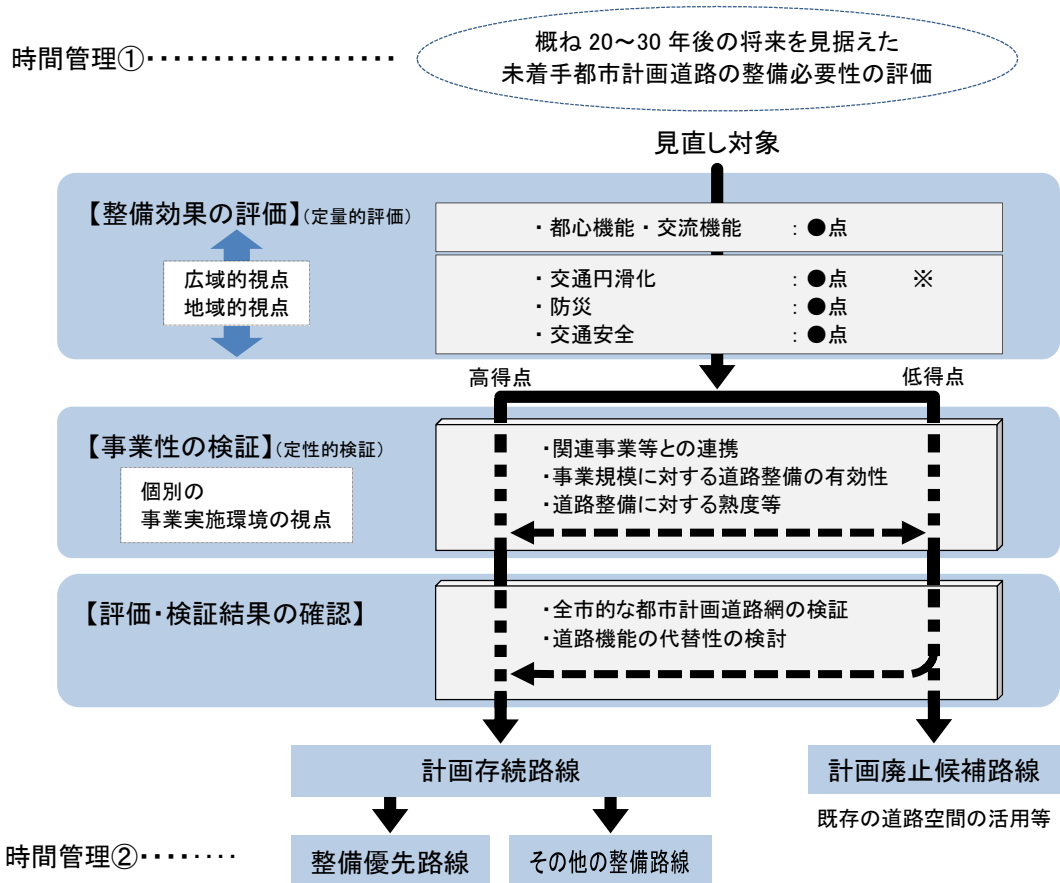 時間管理①・・・・・・・・・・・・・・・・・・
概ね 20～30 年後の将来を見据えた
未着手都市計画道路の整備必要性の評価
見直し対象
【整備効果の評価】(定量的評価)
広域的視点
地域的視点
・都心機能・交流機能 : ●点
・交通円滑化 : ●点 ※
・防災 : ●点
・交通安全 : ●点
高得点
低得点
【事業性の検証】(定性的検証)
個別の
事業実施環境の視点
・関連事業等との連携
・事業規模に対する道路整備の有効性
・道路整備に対する熟度等
【評価・検証結果の確認】
・全市的な都市計画道路網の検証
・道路機能の代替性の検討
計画存続路線
計画廃止候補路線
既存の道路空間の活用等
時間管理②・・・・・・・・
整備優先路線
その他の整備路線